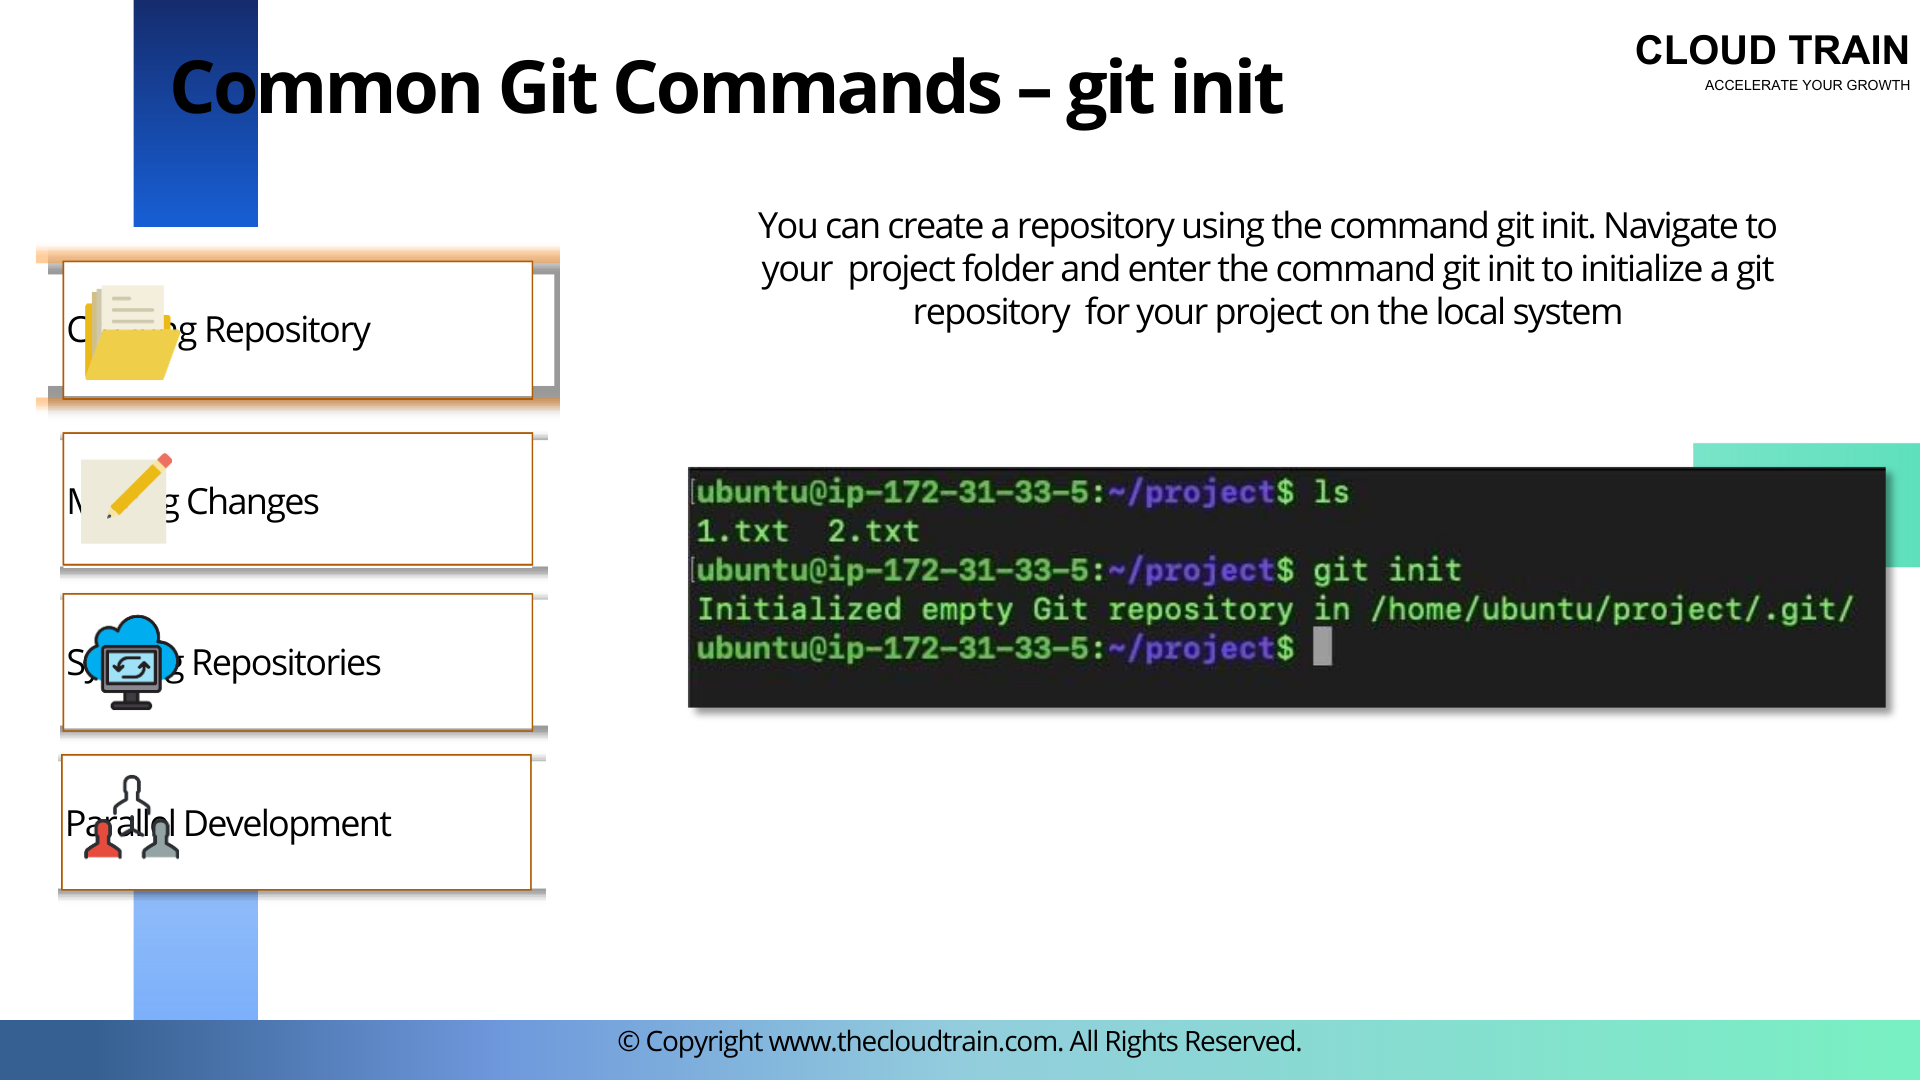 Common Git Commands – git init
CLOUD TRAIN
ACCELERATE YOUR GROWTH
You can create a repository using the command git init. Navigate to
your project folder and enter the command git init to initialize a git
repository for your project on the local system
Repository
Changes
Repositories
Parallel Development
ubuntu@ip-172-31-33-5:~/project$ ls
1.txt 2.txt
ubuntu@ip-172-31-33-5:~/project$ git init
Initialized empty Git repository in /home/ubuntu/project/.git/
ubuntu@ip-172-31-33-5:~/project$
© Copyright www.thecloudtrain.com. All Rights Reserved.